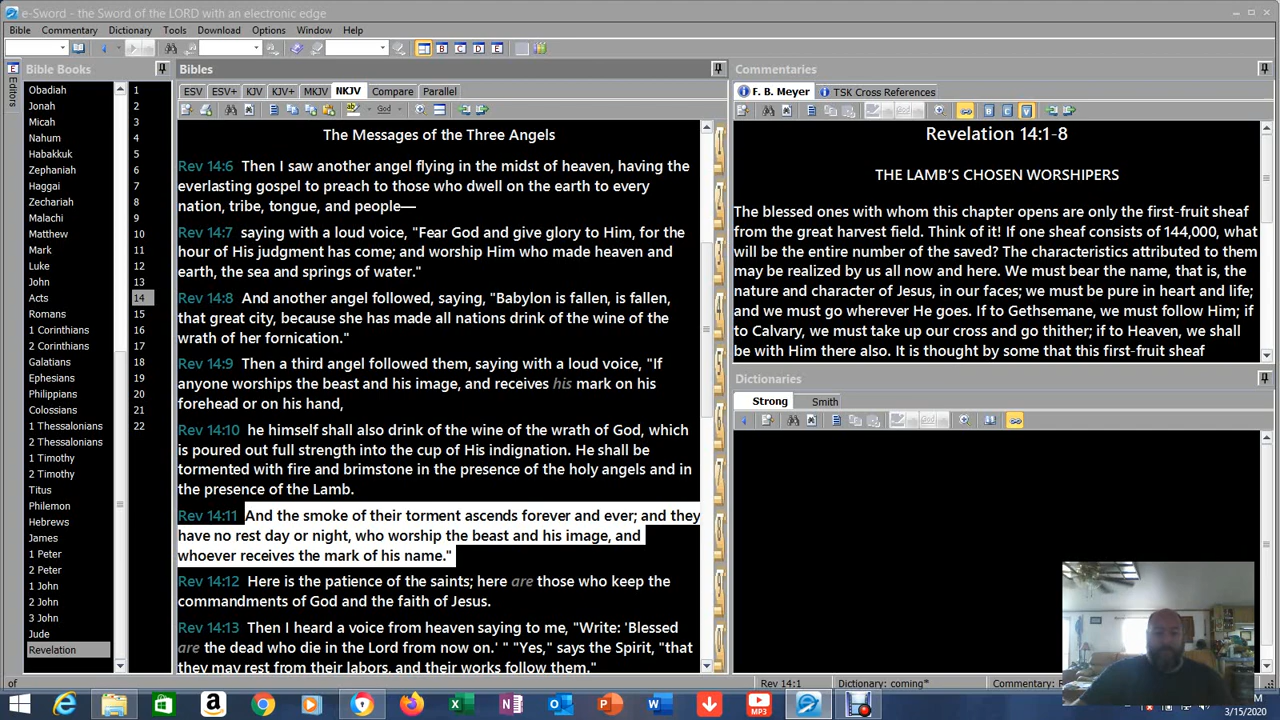 e-Sword - the Sword of the LORD with an electronic edge
Bible Commentary Dictionary Tools Download Options Window Help
B C D E
Editors
Bible Books
Obadiah
Jonah
Micah
Nahum
Habakkuk
Zephaniah
Haggai
Zechariah
Malachi
Matthew
Mark
Luke
John
Acts
Romans
1 Corinthians
2 Corinthians
Galatians
Ephesians
Philippians
Colossians
1 Thessalonians
2 Thessalonians
1 Timothy
2 Timothy
Titus
Philemon
Hebrews
James
1 Peter
2 Peter
1 John
2 John
3 John
Jude
Revelation
1
2
3
4
5
6
7
8
9
10
11
12
13
14
15
16
17
18
19
20
21
22
Bibles
ESV ESV+ KJV KJV+ MKJV NKJV Compare Parallel
God
The Messages of the Three Angels
Rev 14:6 Then I saw another angel flying in the midst of heaven, having the
everlasting gospel to preach to those who dwell on the earth to every
nation, tribe, tongue, and people—
Rev 14:7 saying with a loud voice, "Fear God and give glory to Him, for the
hour of His judgment has come; and worship Him who made heaven and
earth, the sea and springs of water."
Rev 14:8 And another angel followed, saying, "Babylon is fallen, is fallen,
that great city, because she has made all nations drink of the wine of the
wrath of her fornication."
Rev 14:9 Then a third angel followed them, saying with a loud voice, "If
anyone worships the beast and his image, and receives his mark on his
forehead or on his hand,
Rev 14:10 he himself shall also drink of the wine of the wrath of God, which
is poured out full strength into the cup of His indignation. He shall be
tormented with fire and brimstone in the presence of the holy angels and in
the presence of the Lamb.
Rev 14:11 And the smoke of their torment ascends forever and ever; and they
have no rest day or night, who worship the beast and his image, and
whoever receives the mark of his name."
Rev 14:12 Here is the patience of the saints; here are those who keep the
commandments of God and the faith of Jesus.
Rev 14:13 Then I heard a voice from heaven saying to me, "Write: 'Blessed
are the dead who die in the Lord from now on.' " "Yes," says the Spirit, "that
they may rest from their labors, and their works follow them."
Commentaries
F. B. Meyer TSK Cross References
God B C V
Revelation 14:1-8
THE LAMB'S CHOSEN WORSHIPERS
The blessed ones with whom this chapter opens are only the first-fruit sheaf
from the great harvest field. Think of it! If one sheaf consists of 144,000, what
will be the entire number of the saved? The characteristics attributed to them
may be realized by us all now and here. We must bear the name, that is, the
nature and character of Jesus, in our faces; we must be pure in heart and life;
and we must go wherever He goes. If to Gethsemane, we must follow Him; if
to Calvary, we must take up our cross and go thither; if to Heaven, we shall
be with Him there also. It is thought by some that this first-fruit sheaf
Dictionaries
Strong Smith
God
of
Rev 14:1
Dictionary: coming*
Commentary:
MP3
M
3/15/2020